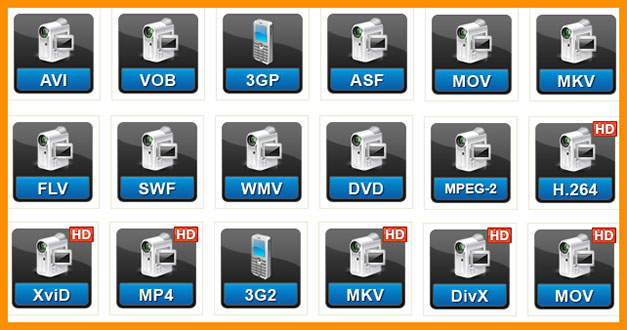 AVI VOB 3GP ASF MOV MKV
HD
FLV SWF WMV DVD MPEG-2 H.264
HD HD HD HD HD
XviD MP4 3G2 MKV DivX MOV